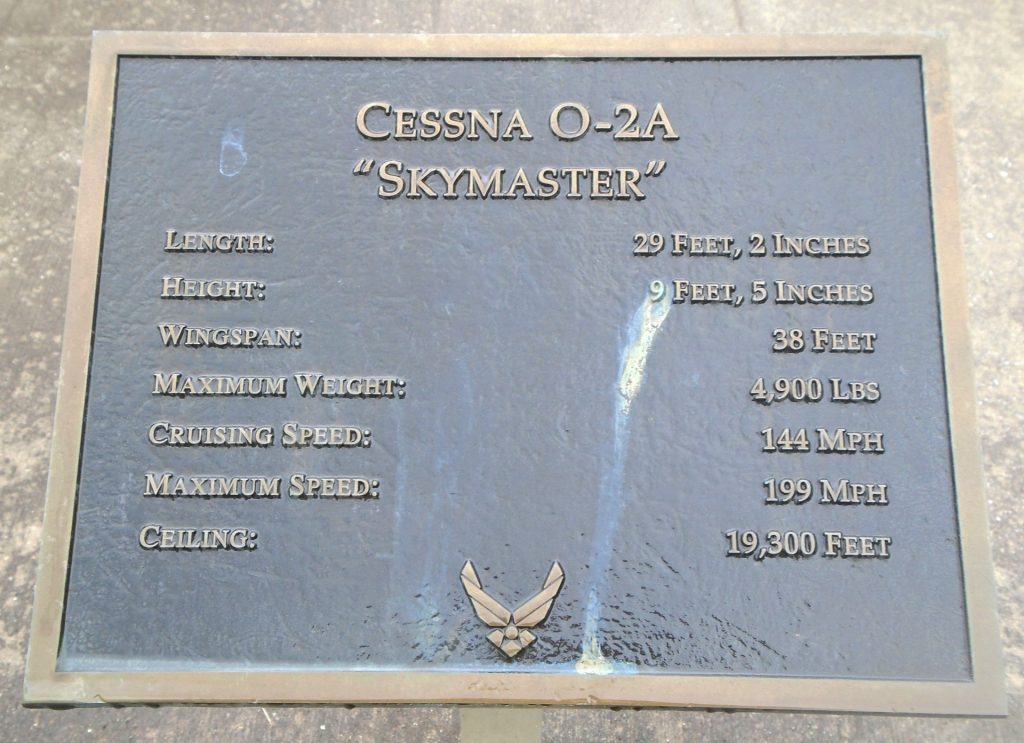 Cessna O-2A
"Skymaster"
Length: 29 Feet, 2 Inches
Height: 9 Feet, 5 Inches
Wingspan: 38 Feet
Maximum Weight: 4,900 Lbs
Cruising Speed: 144 Mph
Maximum Speed: 199 Mph
Ceiling: 19,300 Feet